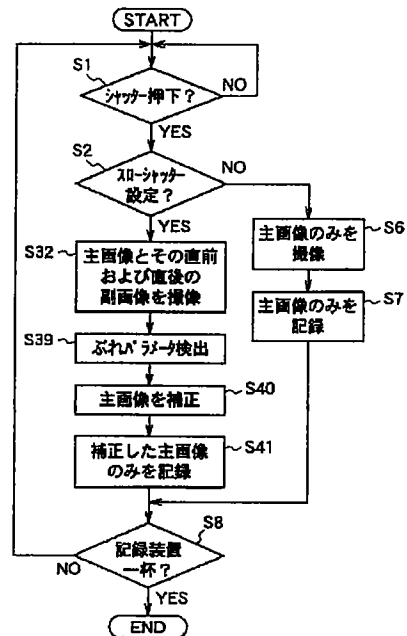 START
S1
シャッター押下?
NO
YES
S2
スローシャッター
設定?
NO
YES
S32
主画像とその直前
および直後の
副画像を撮像
S6
主画像のみを
撮像
S7
主画像のみを
記録
S39
ぶれパラメータ検出
S40
主画像を補正
S41
補正した主画像
のみを記録
S8
記録装置
一杯?
NO
YES
END